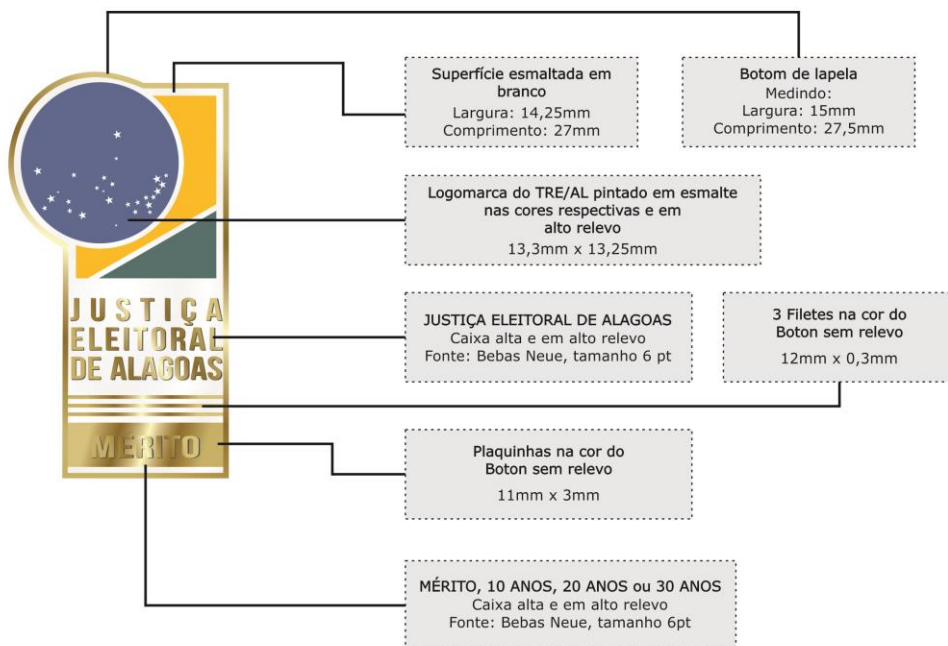 Superfície esmaltada em
branco
Largura: 14,25mm
Comprimento: 27mm
Botom de lapela
Medindo:
Largura: 15mm
Comprimento: 27,5mm
Logomarca do TRE/AL pintado em esmalte
nas cores respectivas e em
alto relevo
13,3mm x 13,25mm
JUSTIÇA
ELEITORAL
DE ALAGOAS
JUSTIÇA ELEITORAL DE ALAGOAS
Caixa alta e em alto relevo
Fonte: Bebas Neue, tamanho 6 pt
3 Filetes na cor do
Boton sem relevo
12mm x 0,3mm
MÉRITO
Plaquinhas na cor do
Boton sem relevo
11mm x 3mm
MÉRITO, 10 ANOS, 20 ANOS ou 30 ANOS
Caixa alta e em alto relevo
Fonte: Bebas Neue, tamanho 6pt